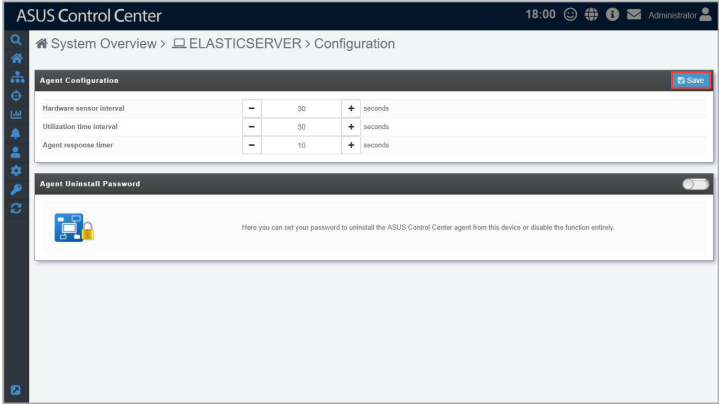 ASUS Control Center
18:00
Administrator
System Overview > ELASTICSERVER > Configuration
Agent Configuration
Save
Hardware sensor interval - 30 + seconds
Utilization time interval - 30 + seconds
Agent response timer - 10 + seconds
Agent Uninstall Password
Here you can set your password to uninstall the ASUS Control Center agent from this device or disable the function entirely.